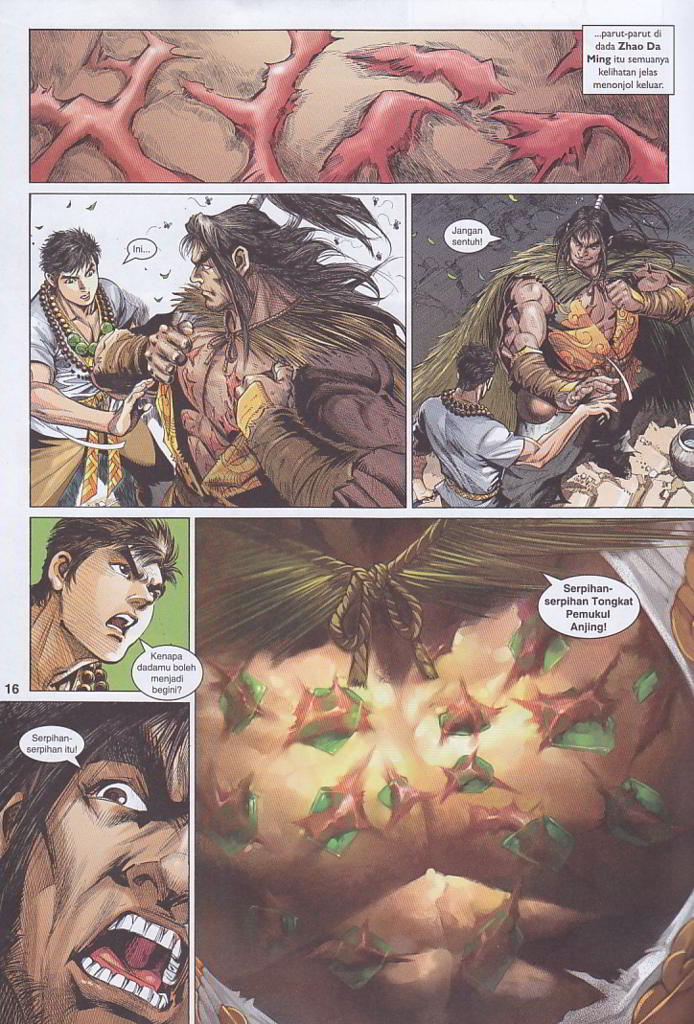 ...parut-parut di
dada Zhao Da
Ming itu semuanya
kelihatan jelas
menonjol keluar.
Ini...
Jangan
sentuh!
Kenapa
dadamu boleh
menjadi
begini?
Serpihan-
serpihan Tongkat
Pemukul
Anjing!
16
Serpihan-
serpihan itu!